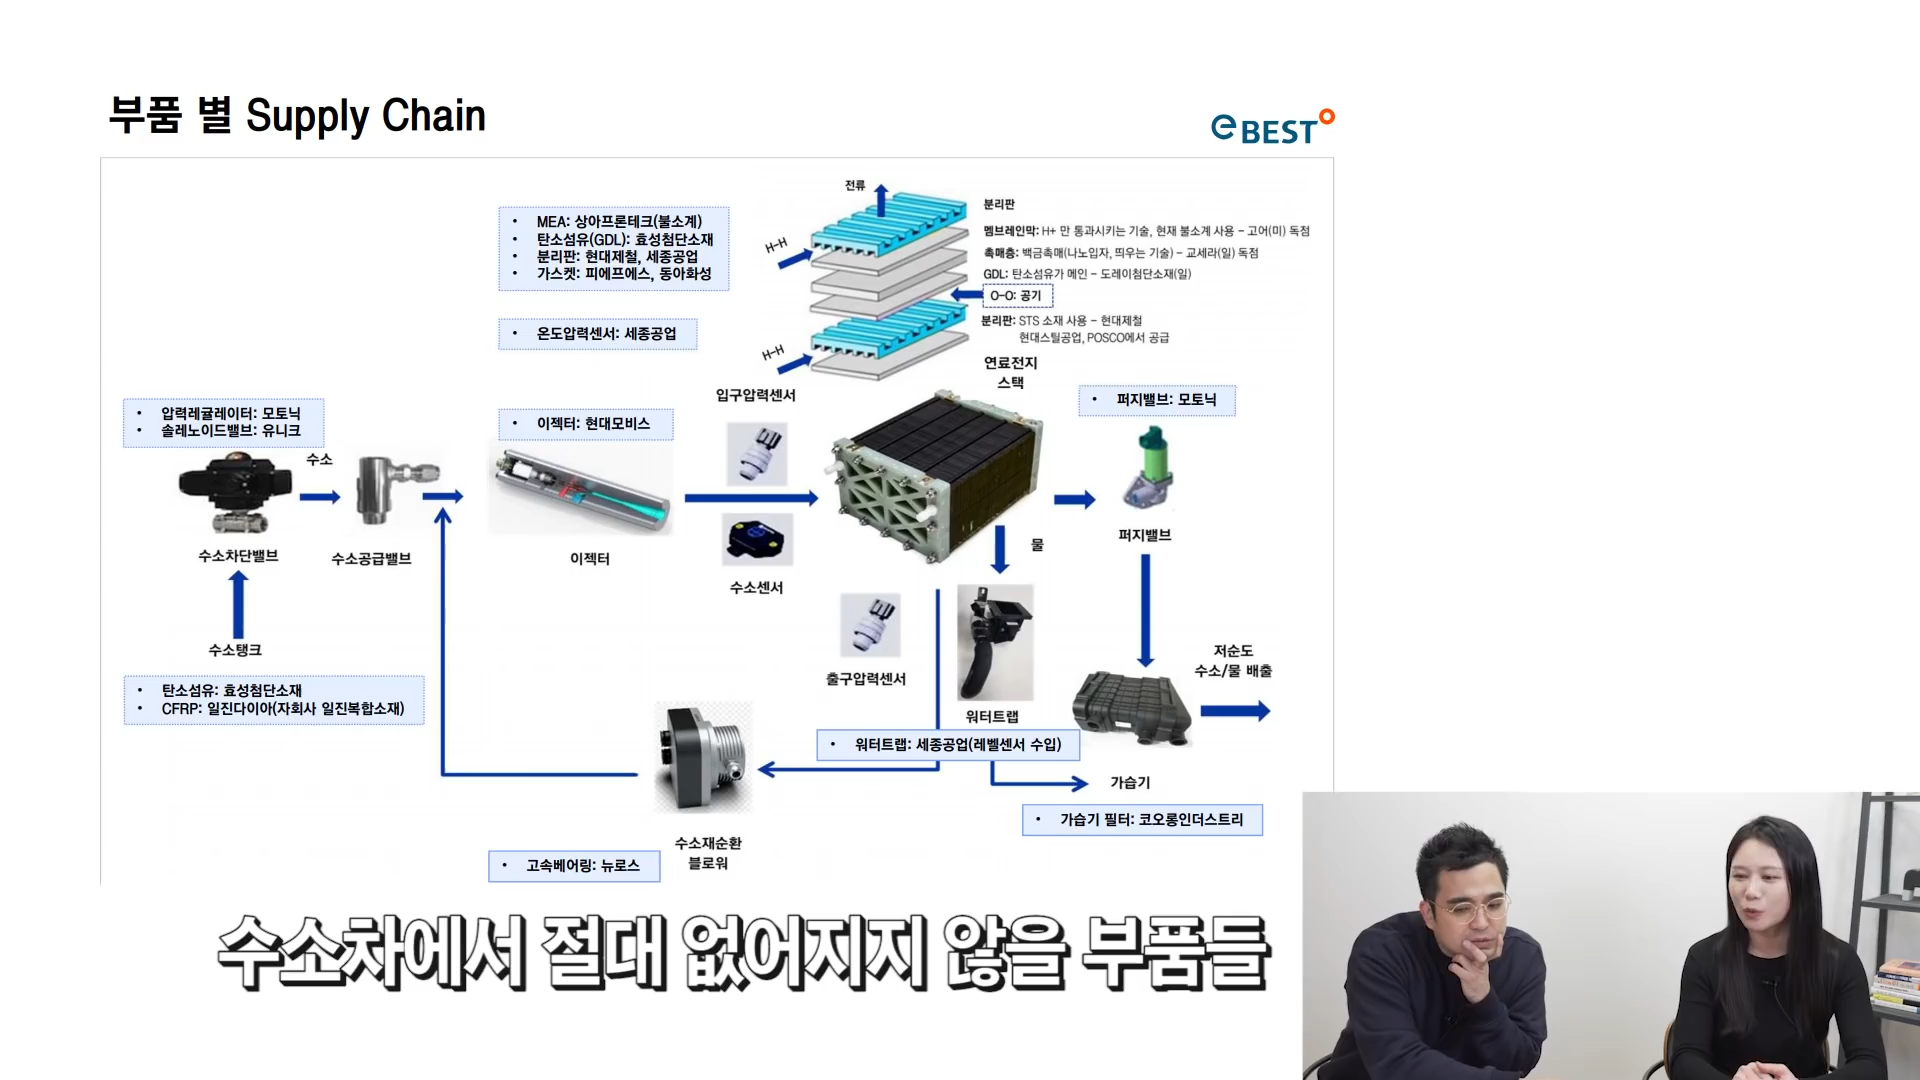 부품 별 Supply Chain
eBEST
• MEA: 상아프론테크(불소계)
• 탄소섬유(GDL): 효성첨단소재
• 분리판: 현대제철, 세종공업
• 가스켓: 피에프에스, 동아화성
• 온도압력센서: 세종공업
전류
H-H
H-H
분리판
멤브레인막: H+ 만 통과시키는 기술, 현재 불소계 사용 – 고어(미) 독점
촉매층: 백금촉매(나노입자, 띄우는 기술) – 교세라(일) 독점
GDL: 탄소섬유가 메인 – 도레이첨단소재(일)
O-O: 공기
분리판: STS 소재 사용 – 현대제철
현대스틸공업, POSCO에서 공급
연료전지
스택
• 압력레귤레이터: 모토닉
• 솔레노이드밸브: 유니크
수소
수소차단밸브
수소공급밸브
• 이젝터: 현대모비스
이젝터
입구압력센서
수소센서
• 퍼지밸브: 모토닉
퍼지밸브
물
수소탱크
• 탄소섬유: 효성첨단소재
• CFRP: 일진다이아(자회사 일진복합소재)
출구압력센서
워터트랩
• 워터트랩: 세종공업(레벨센서 수입)
저순도
수소/물 배출
가습기
• 가습기 필터: 코오롱인더스트리
수소재순환
블로워
• 고속베어링: 뉴로스
수소차에서 절대 없어지지 않을 부품들